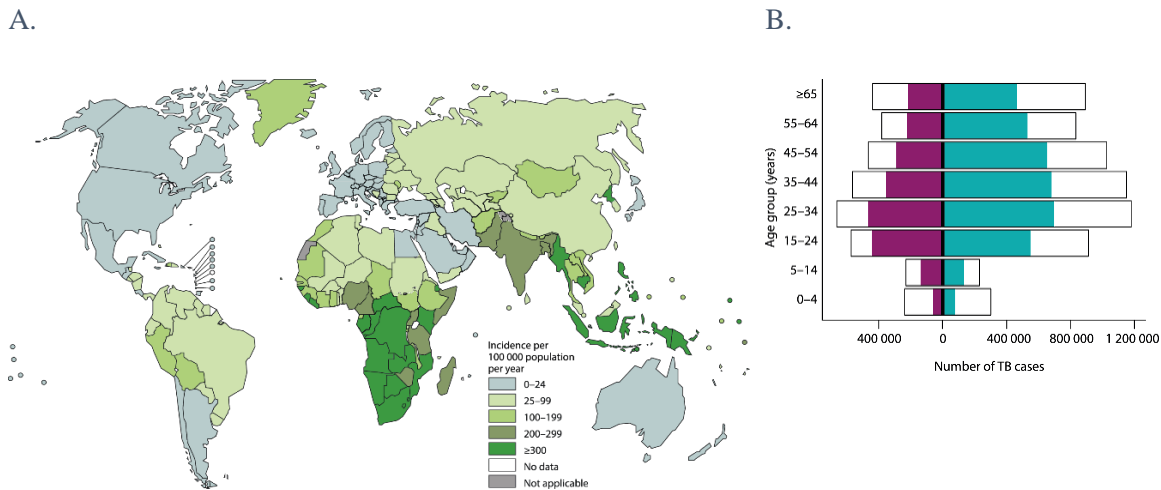 A.
B.
Incidence per
100 000 population
per year
0–24
25–99
100–199
200–299
≥300
No data
Not applicable
Age group (years)
≥65
55–64
45–54
35–44
25–34
15–24
5–14
0–4
400 000 0 400 000 800 000 1 200 000
Number of TB cases